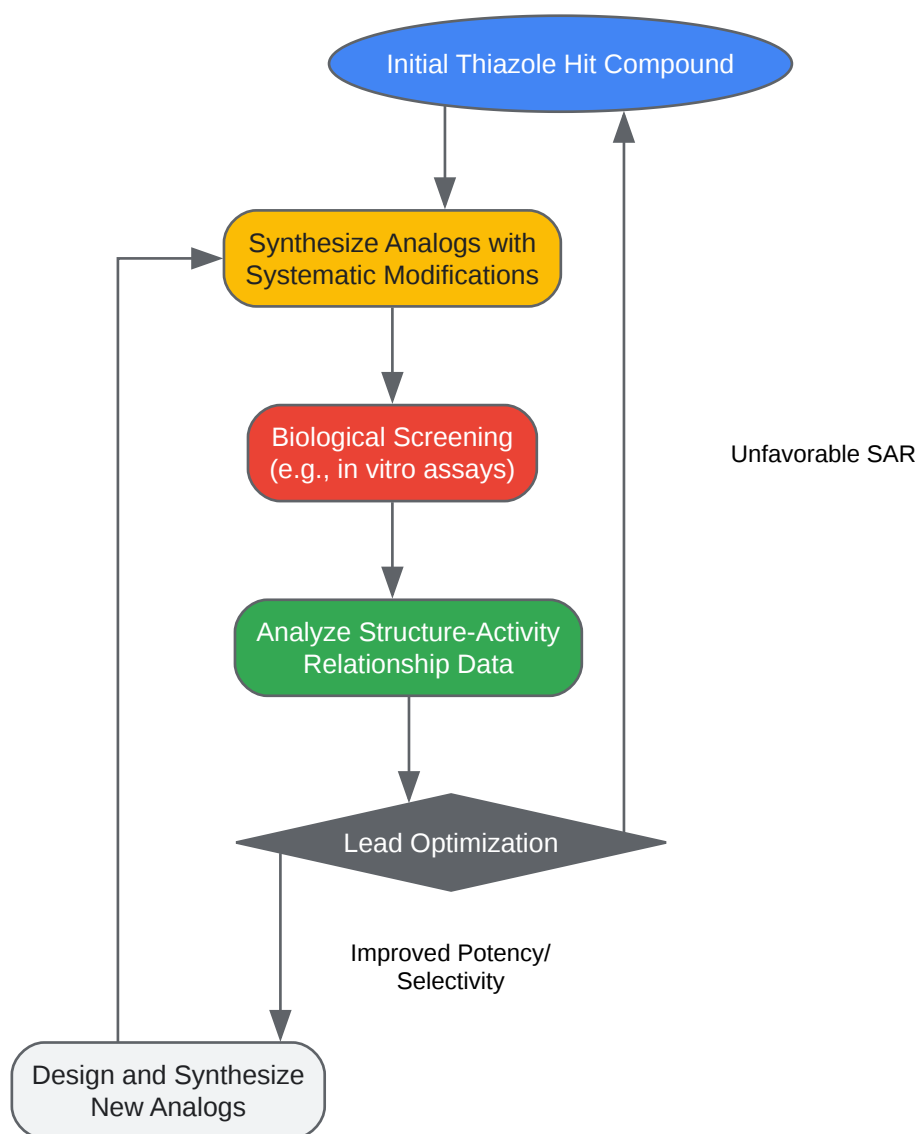 Initial Thiazole Hit Compound
Synthesize Analogs with
Systematic Modifications
Biological Screening
(e.g., in vitro assays)
Unfavorable SAR
Analyze Structure-Activity
Relationship Data
Lead Optimization
Improved Potency/
Selectivity
Design and Synthesize
New Analogs